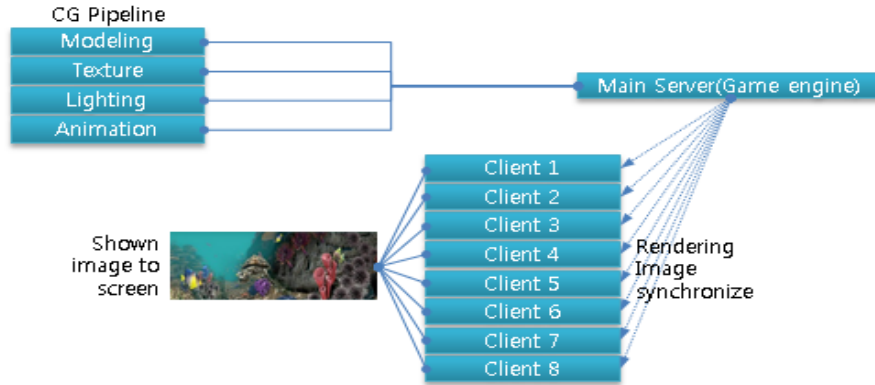 CG Pipeline
Modeling
Texture
Lighting
Animation
Main Server(Game engine)
Client 1
Client 2
Client 3
Client 4
Client 5
Client 6
Client 7
Client 8
Shown
image to
screen
Rendering
Image
synchronize